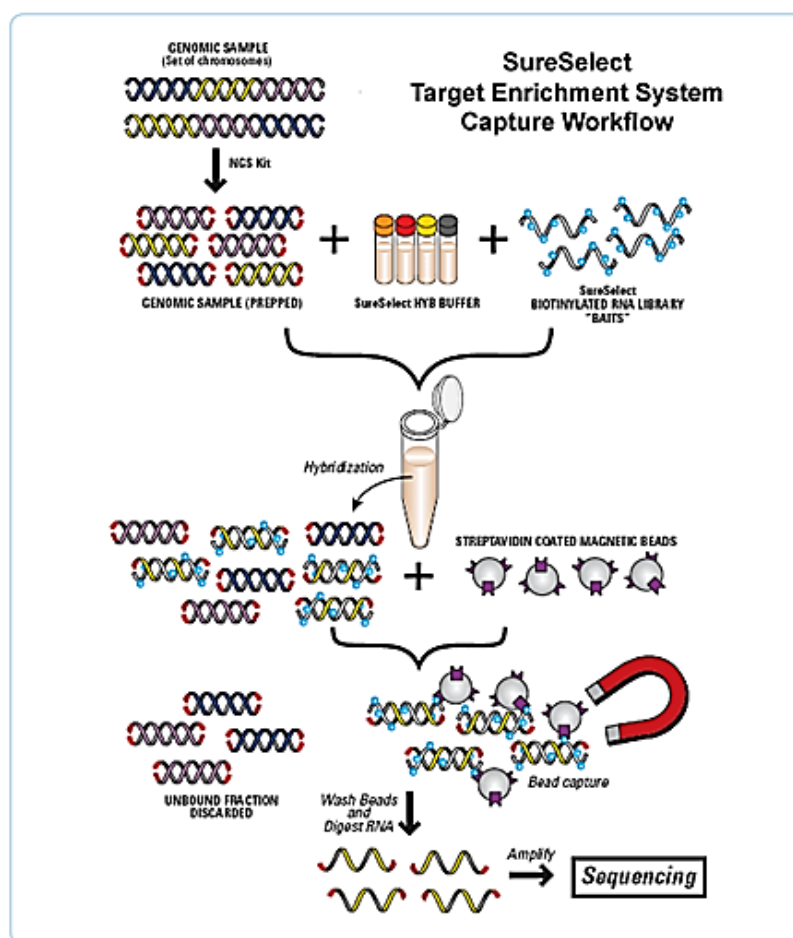 GENOMIC SAMPLE
(Set of chromosomes)
SureSelect
Target Enrichment System
Capture Workflow
NGS Kit
GENOMIC SAMPLE (PREPPED)
SureSelect HYB BUFFER
SureSelect
BIOTINYLATED RNA LIBRARY
"BAITS"
Hybridization
STREPTAVIDIN COATED MAGNETIC BEADS
UNBOUND FRACTION
DISCARDED
Bead capture
Wash Beads
and
Digest RNA
Amplify
Sequencing